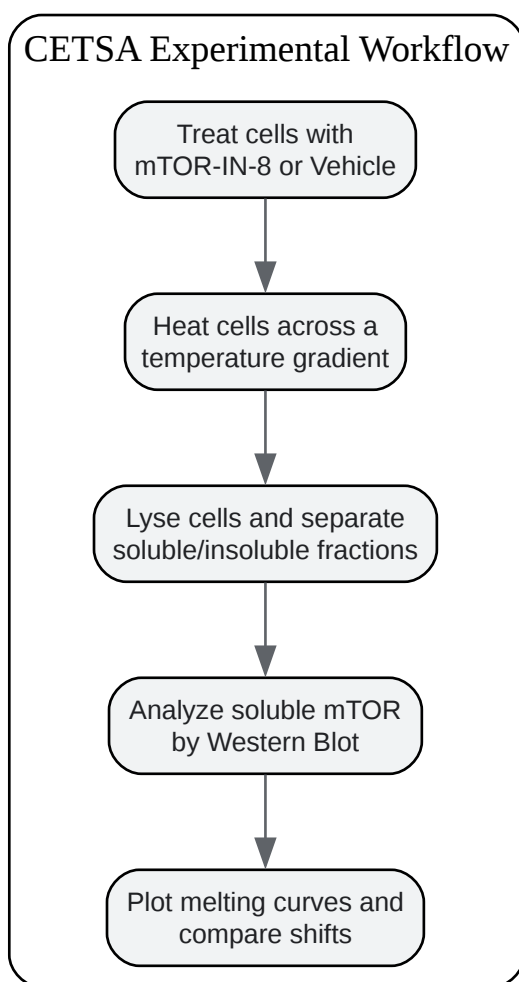 CETSA Experimental Workflow
Treat cells with
mTOR-IN-8 or Vehicle
Heat cells across a
temperature gradient
Lyse cells and separate
soluble/insoluble fractions
Analyze soluble mTOR
by Western Blot
Plot melting curves and
compare shifts